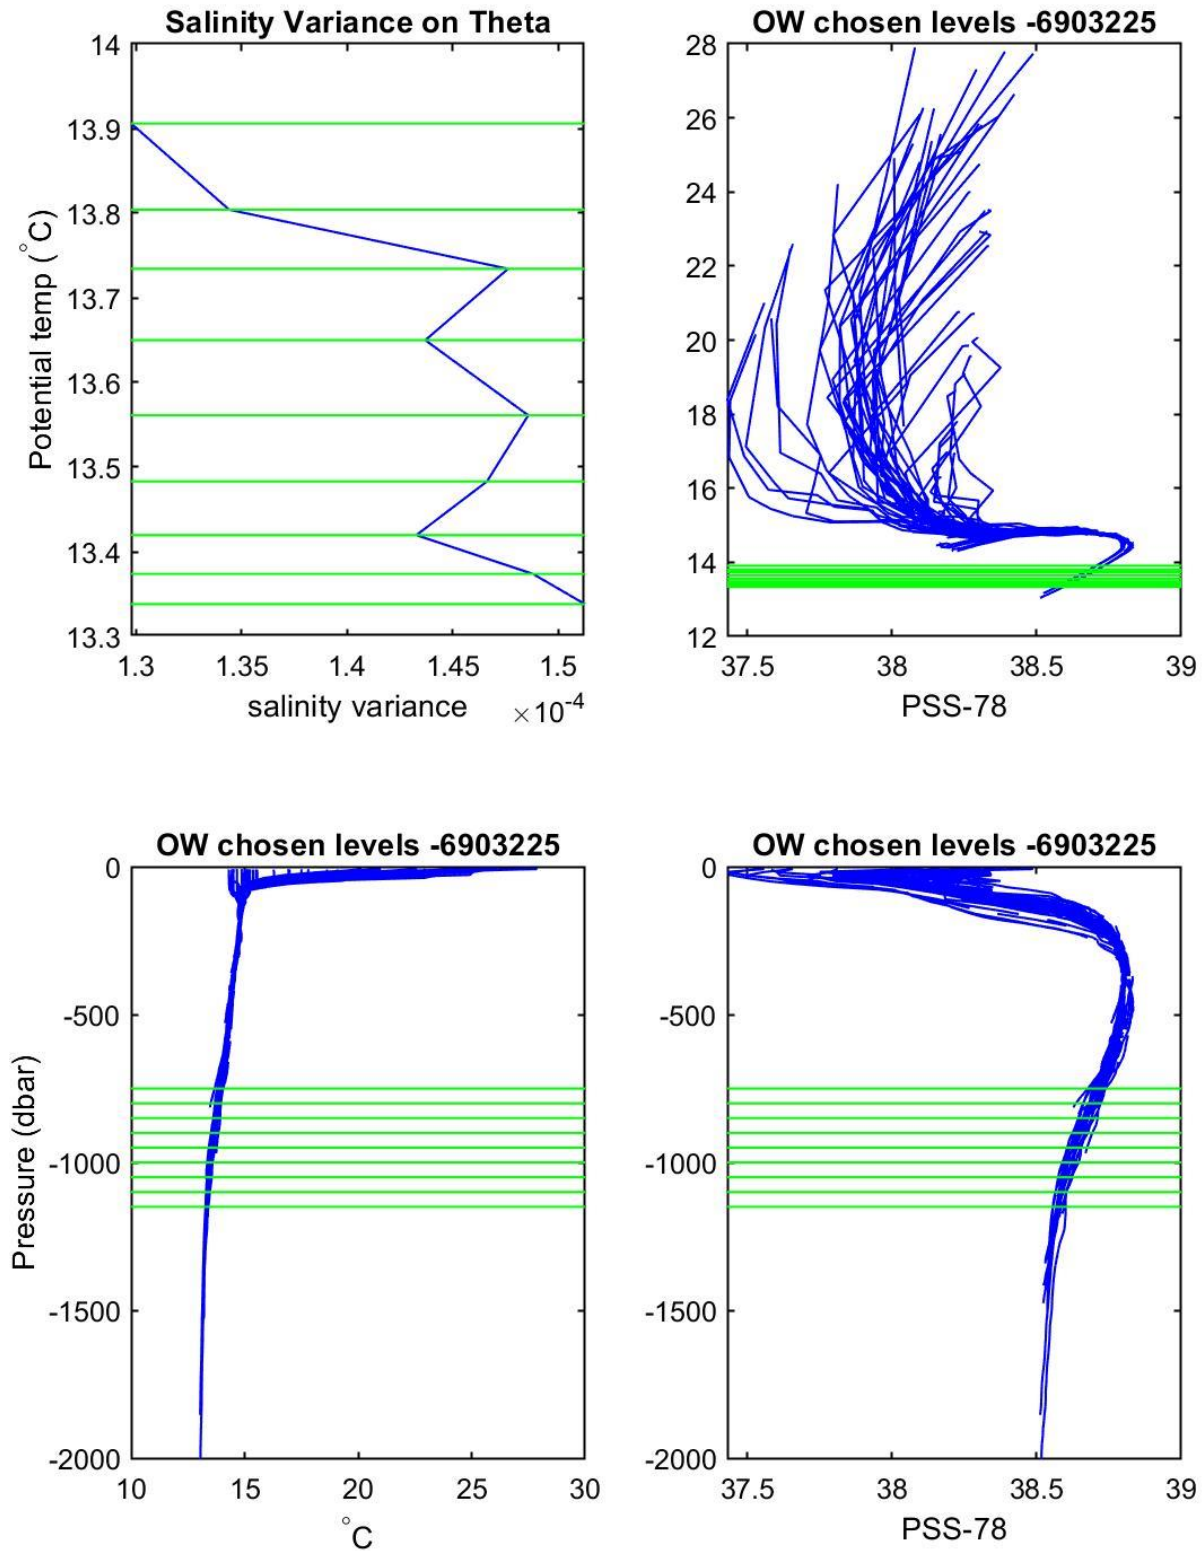 Salinity Variance on Theta
14
13.9
13.8
13.7
13.6
13.5
13.4
13.3
Potential temp (°C)
1.3 1.35 1.4 1.45 1.5
salinity variance ×10-4
OW chosen levels -6903225
28
26
24
22
20
18
16
14
12
37.5 38 38.5 39
PSS-78
OW chosen levels -6903225
0
-500
-1000
-1500
-2000
Pressure (dbar)
10 15 20 25 30
°C
OW chosen levels -6903225
0
-500
-1000
-1500
-2000
37.5 38 38.5 39
PSS-78